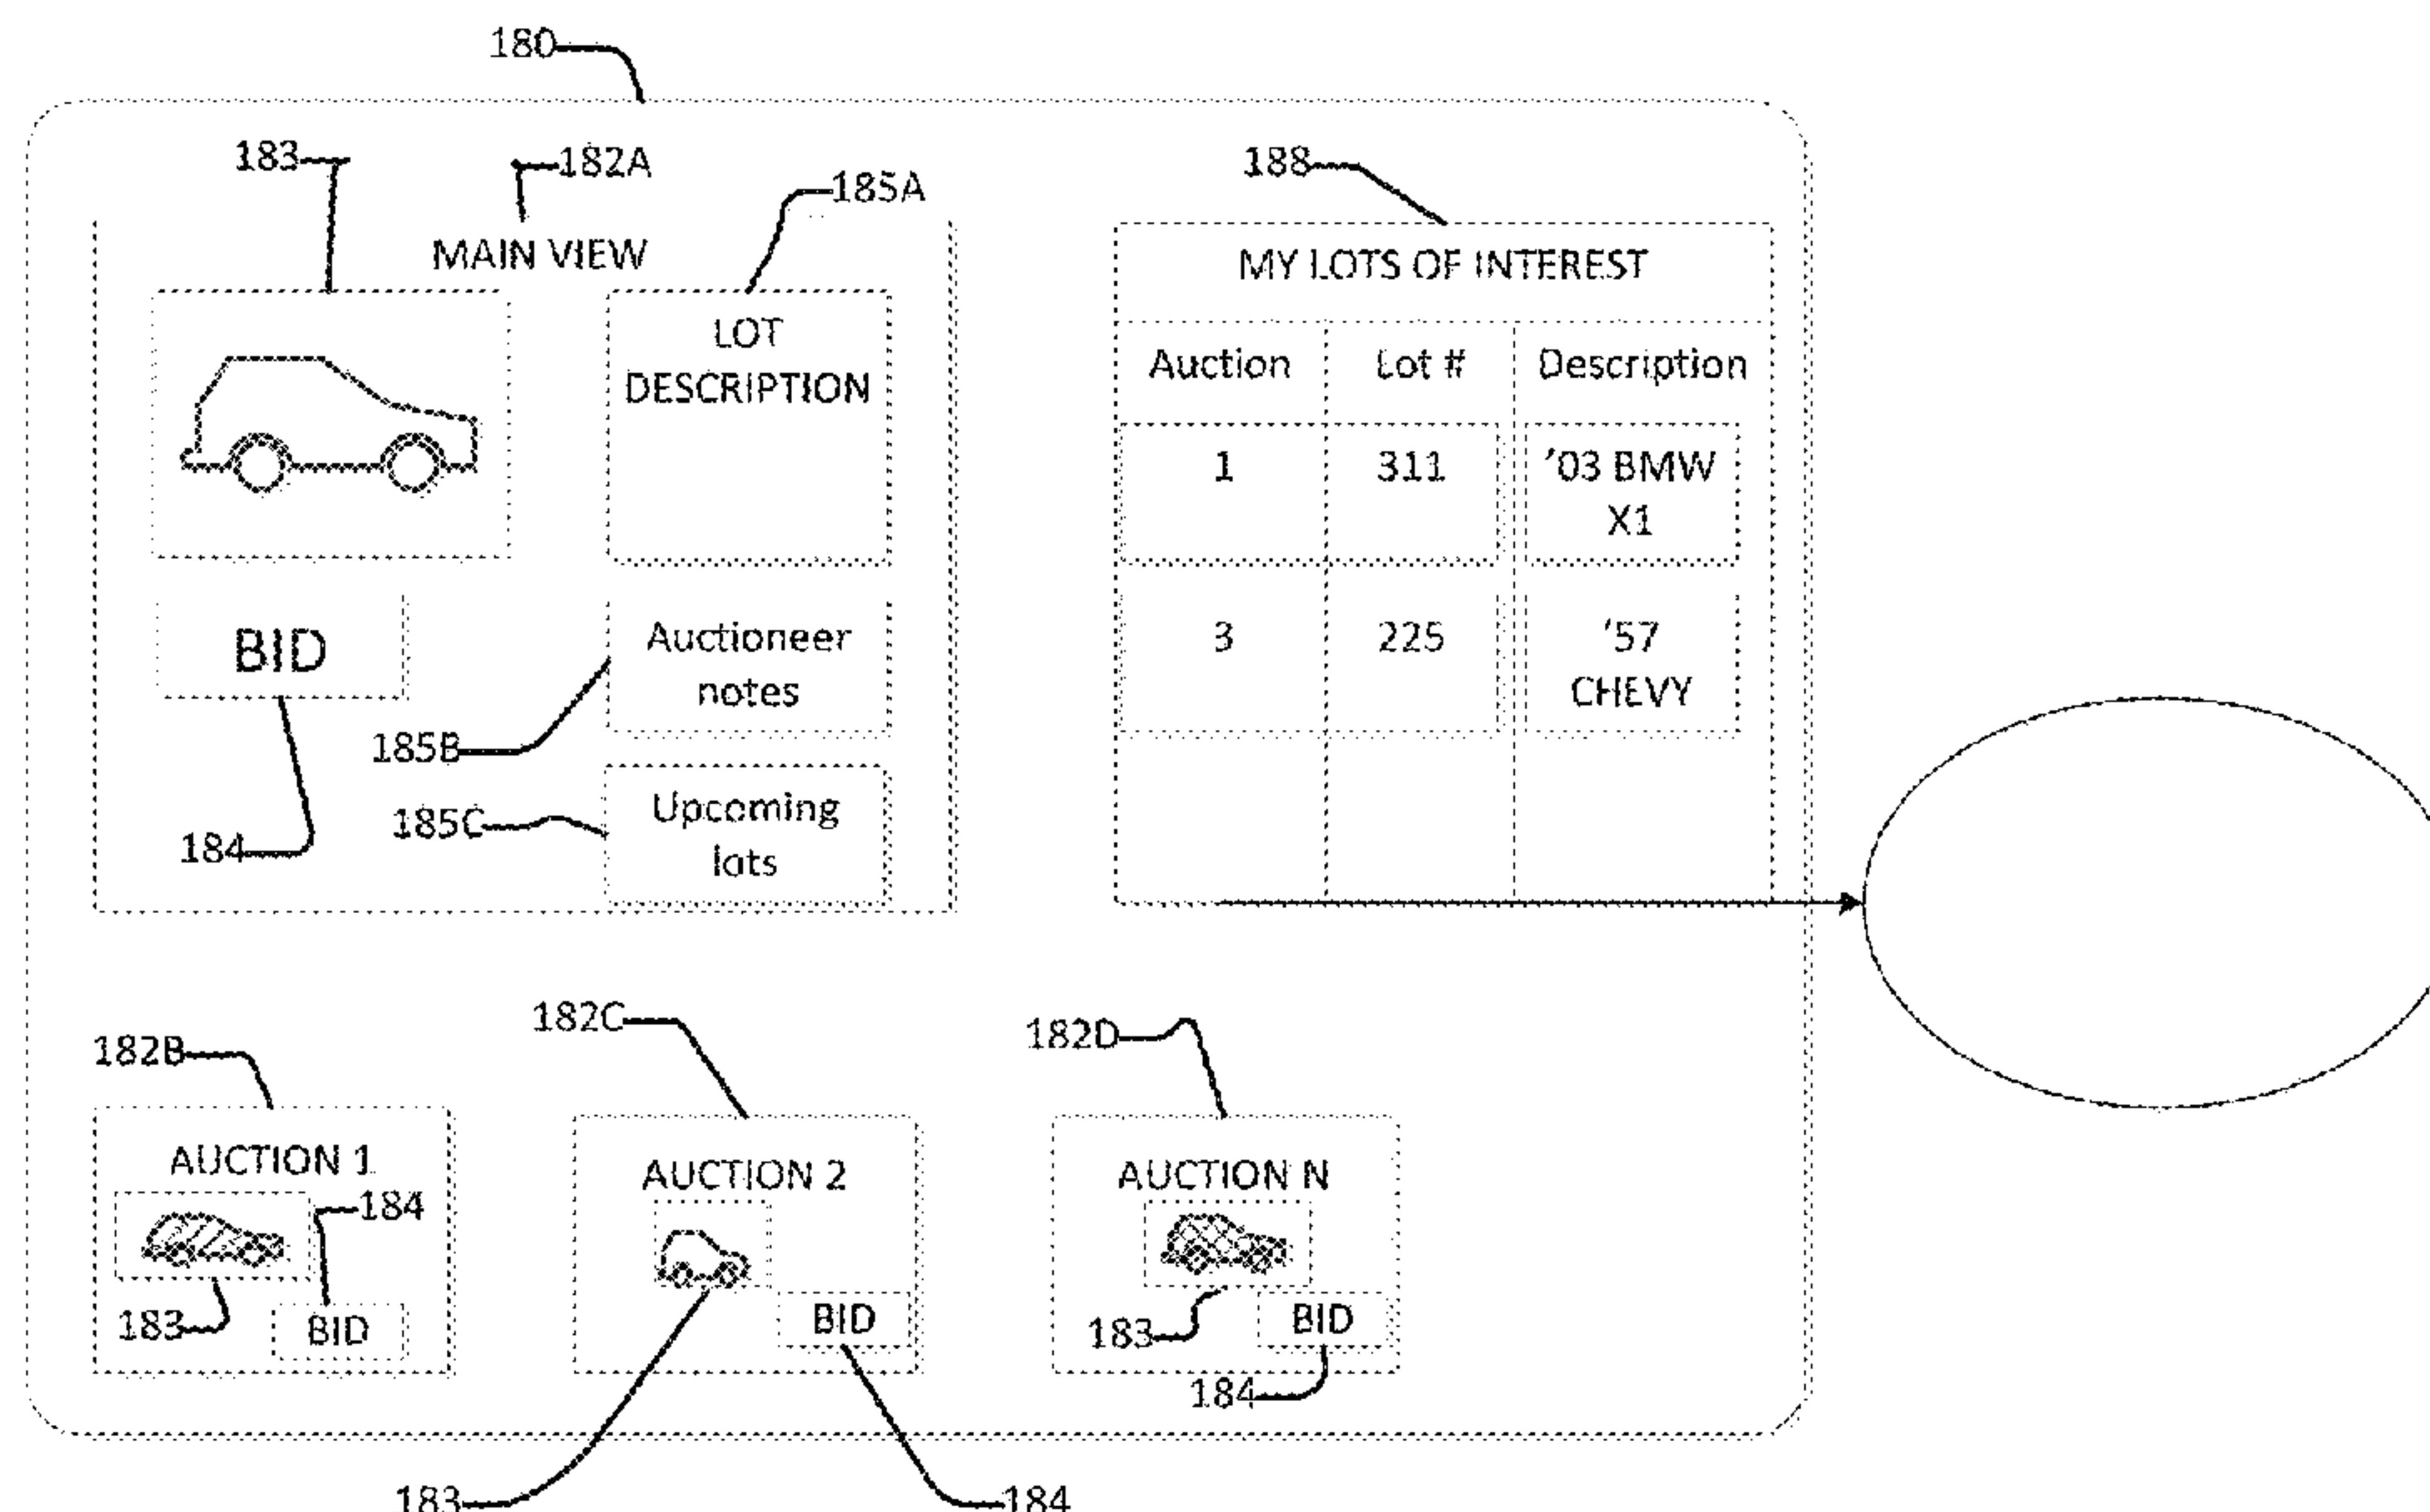 180
183
182A
185A
188
MAIN VIEW
LOT
DESCRIPTION
BID
Auctioneer
notes
185B
184
185C
Upcoming
lots
MY LOTS OF INTEREST
Auction Lot # Description
1 311 '03 BMW
X1
3 225 '57
CHEVY
182B
182C
182D
AUCTION 1
184
183
BID
AUCTION 2
BID
183
184
AUCTION N
183
BID
184